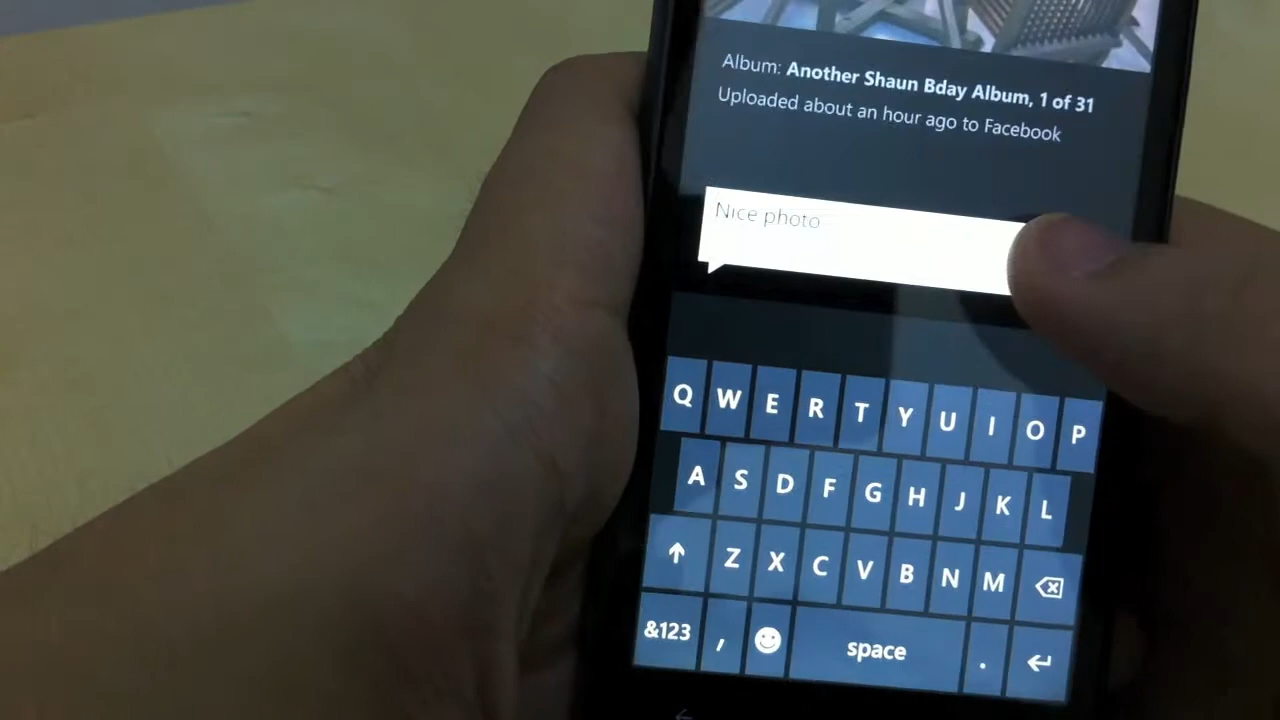 Album: Another Shaun Bday Album, 1 of 31
Uploaded about an hour ago to Facebook
Nice photo
Q W E R T Y U I O P
A S D F G H J K L
Z X C V B N M
&123 , space .